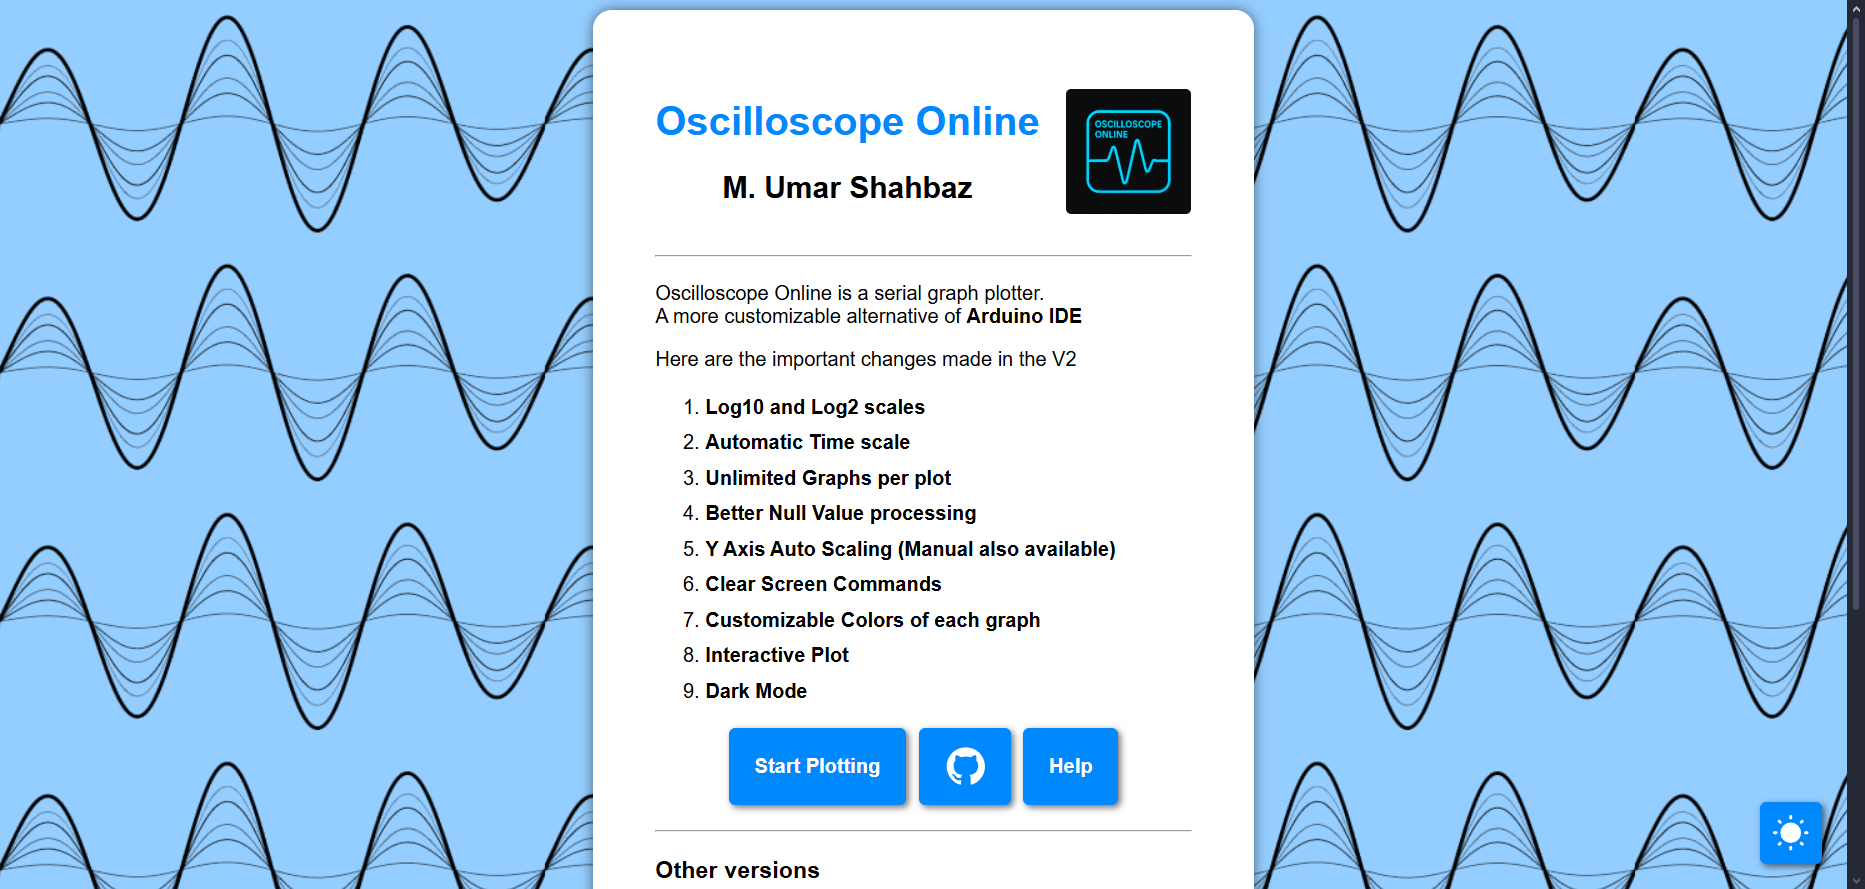 Oscilloscope Online
M. Umar Shahbaz
OSCILLOSCOPE
ONLINE
Oscilloscope Online is a serial graph plotter.
A more customizable alternative of Arduino IDE
Here are the important changes made in the V2
1. Log10 and Log2 scales
2. Automatic Time scale
3. Unlimited Graphs per plot
4. Better Null Value processing
5. Y Axis Auto Scaling (Manual also available)
6. Clear Screen Commands
7. Customizable Colors of each graph
8. Interactive Plot
9. Dark Mode
Start Plotting
Help
Other versions